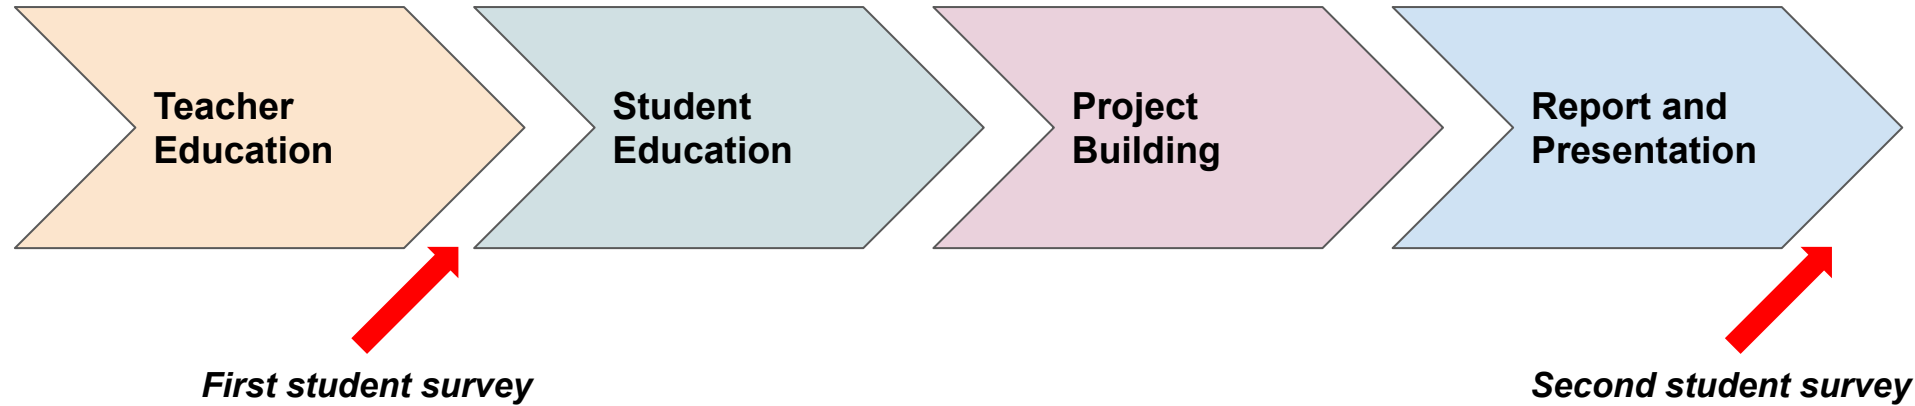 Teacher
Education
Student
Education
Project
Building
Report and
Presentation
First student survey
Second student survey